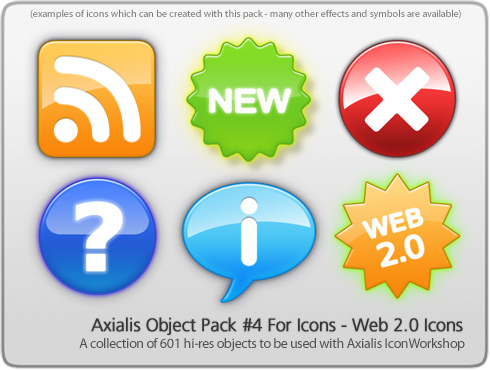 (examples of icons which can be created with this pack - many other effects and symbols are available)
NEW
?
i
WEB
2.0
Axialis Object Pack #4 For Icons - Web 2.0 Icons
A collection of 601 hi-res objects to be used with Axialis IconWorkshop